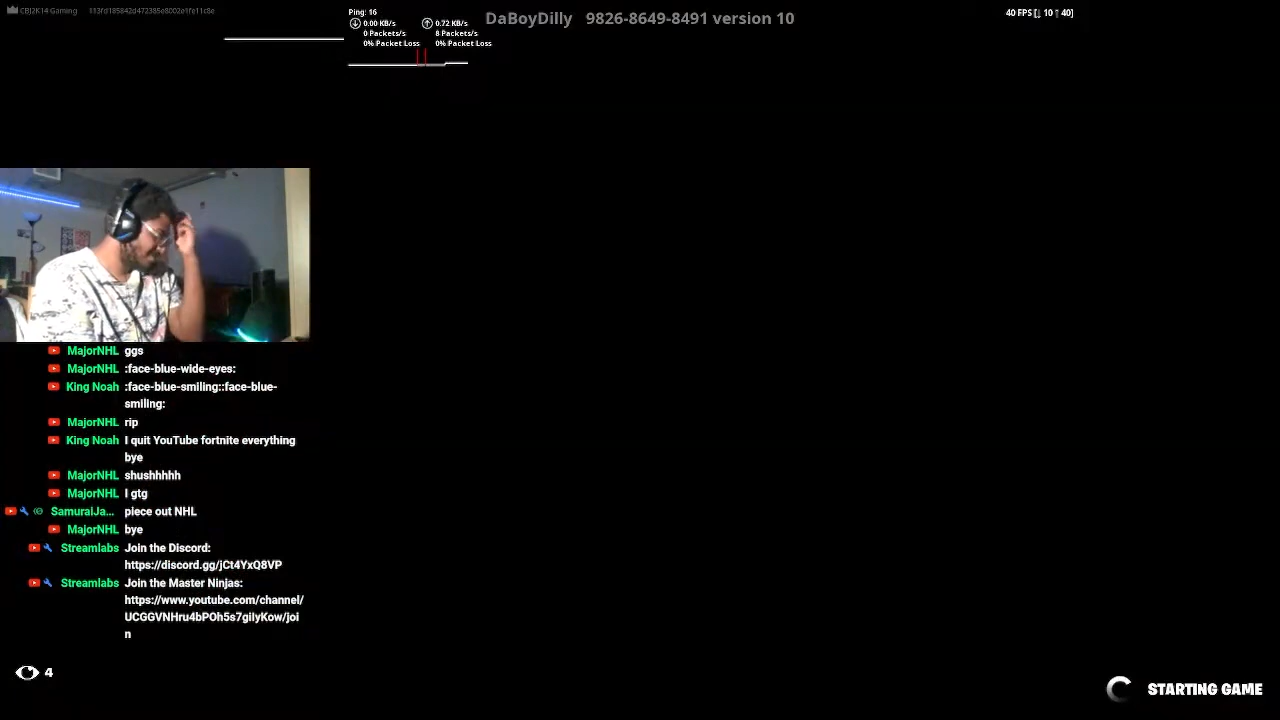 CBJ2K14 Gaming
Ping: 16
0.00 KB/s 0.72 KB/s
0 Packets/s 8 Packets/s
0% Packet Loss 0% Packet Loss
DaBoyDilly 9826-8649-8491 version 10
40 FPS [↓ 10 ↑ 40]
MajorNHL ggs
MajorNHL :face-blue-wide-eyes:
King Noah :face-blue-smiling::face-blue-
smiling:
MajorNHL rip
King Noah I quit YouTube fortnite everything
bye
MajorNHL shushhhhh
MajorNHL I gtg
SamuraiJa... piece out NHL
MajorNHL bye
Streamlabs Join the Discord:
https://discord.gg/jCt4YxQ8VP
Streamlabs Join the Master Ninjas:
https://www.youtube.com/channel/
UCGGVNHru4bPOh5s7gilyKow/joi
n
4
STARTING GAME